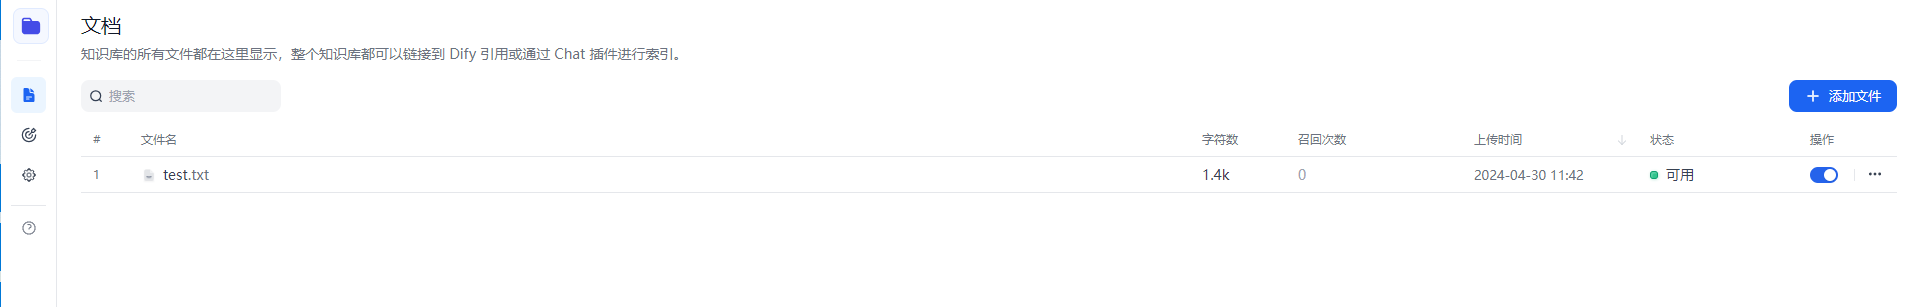 文档
知识库的所有文件都在这里显示，整个知识库都可以链接到 Dify 引用或通过 Chat 插件进行索引。
搜索
添加文件
# 文件名 字符数 召回次数 上传时间 状态 操作
1 test.txt 1.4k 0 2024-04-30 11:42 可用